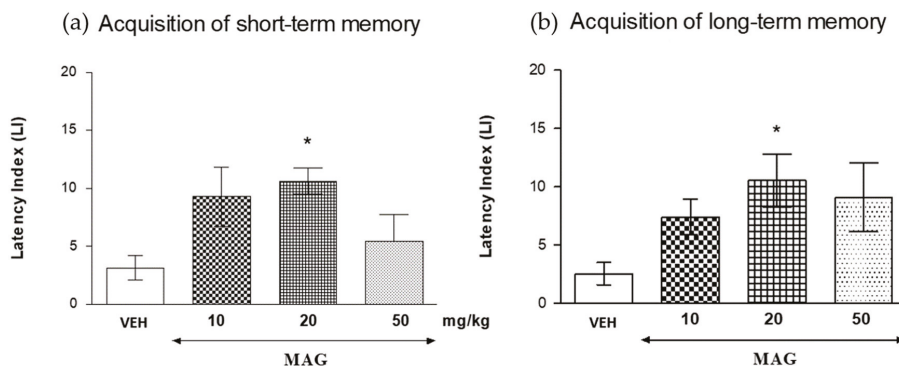 (a) Acquisition of short-term memory
Latency Index (LI)
20
15
10
5
0
*
VEH 10 20 50 mg/kg
MAG
(b) Acquisition of long-term memory
Latency Index (LI)
20
15
10
5
0
*
VEH 10 20 50
MAG